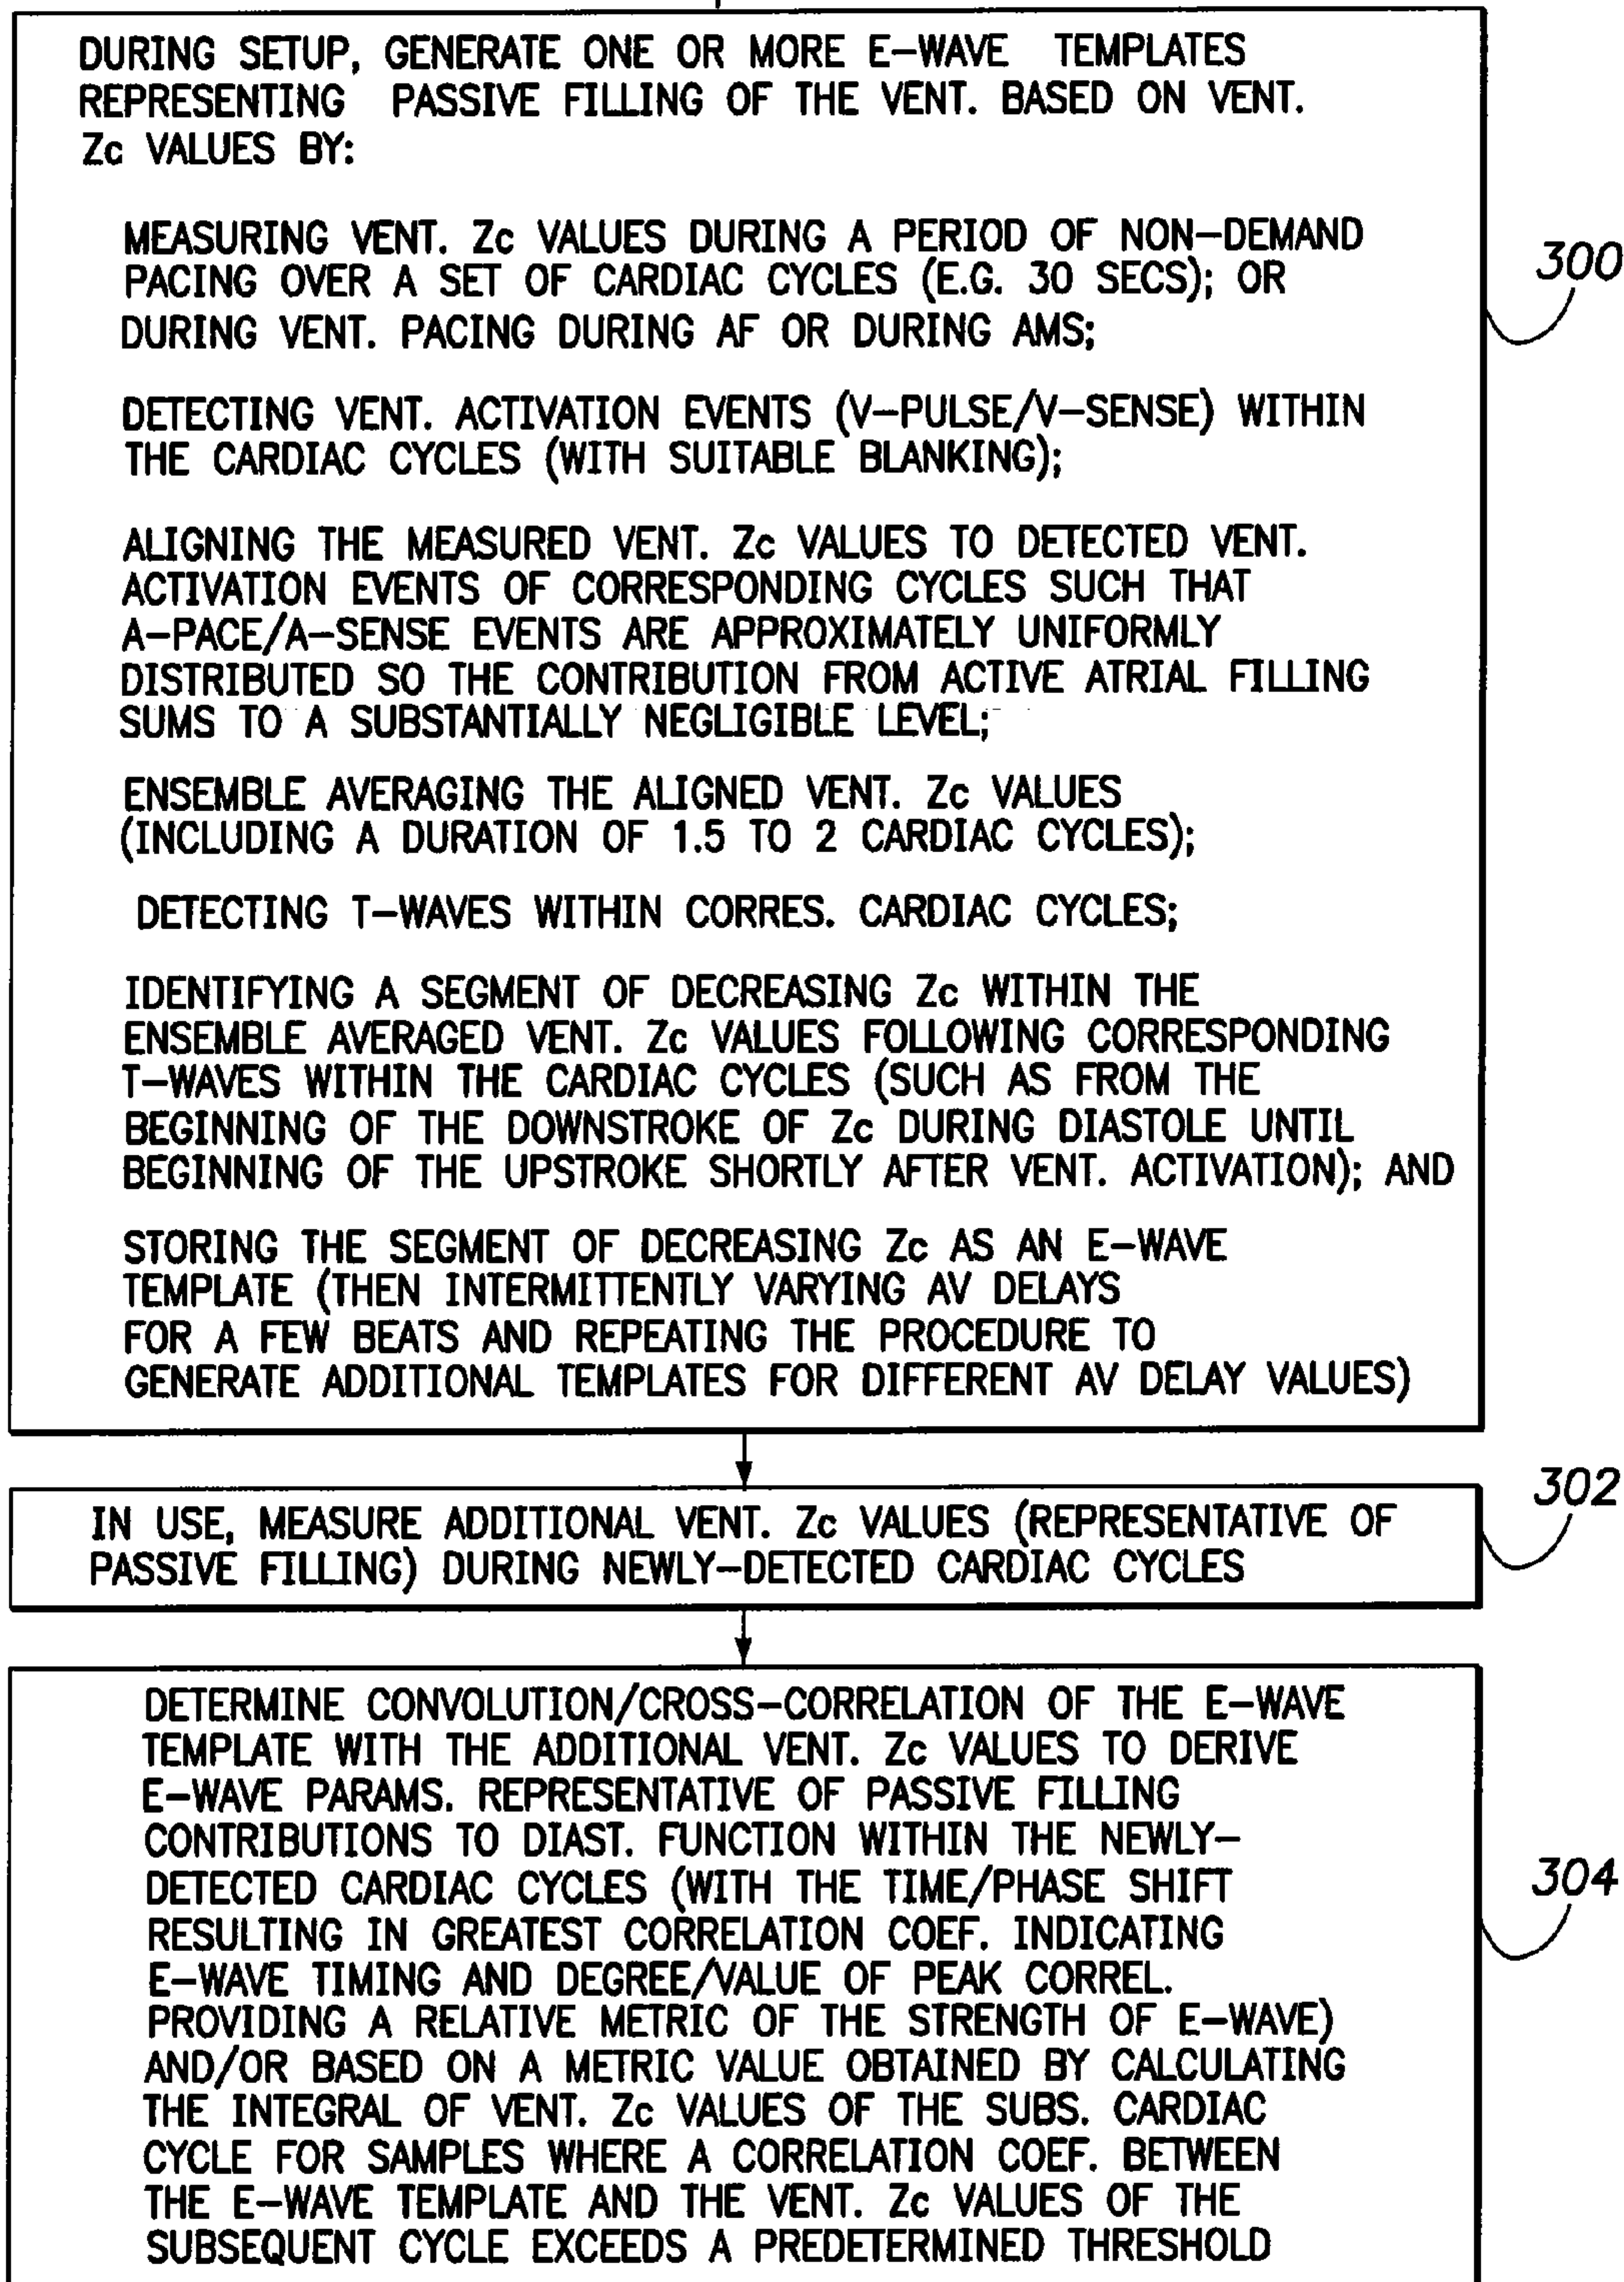 DURING SETUP, GENERATE ONE OR MORE E-WAVE TEMPLATES
REPRESENTING PASSIVE FILLING OF THE VENT. BASED ON VENT.
Zc VALUES BY:
MEASURING VENT. Zc VALUES DURING A PERIOD OF NON-DEMAND
PACING OVER A SET OF CARDIAC CYCLES (E.G. 30 SECS); OR
DURING VENT. PACING DURING AF OR DURING AMS;
300
DETECTING VENT. ACTIVATION EVENTS (V-PULSE/V-SENSE) WITHIN
THE CARDIAC CYCLES (WITH SUITABLE BLANKING);
ALIGNING THE MEASURED VENT. Zc VALUES TO DETECTED VENT.
ACTIVATION EVENTS OF CORRESPONDING CYCLES SUCH THAT
A-PACE/A-SENSE EVENTS ARE APPROXIMATELY UNIFORMLY
DISTRIBUTED SO THE CONTRIBUTION FROM ACTIVE ATRIAL FILLING
SUMS TO A SUBSTANTIALLY NEGLIGIBLE LEVEL;
ENSEMBLE AVERAGING THE ALIGNED VENT. Zc VALUES
(INCLUDING A DURATION OF 1.5 TO 2 CARDIAC CYCLES);
DETECTING T-WAVES WITHIN CORRES. CARDIAC CYCLES;
IDENTIFYING A SEGMENT OF DECREASING Zc WITHIN THE
ENSEMBLE AVERAGED VENT. Zc VALUES FOLLOWING CORRESPONDING
T-WAVES WITHIN THE CARDIAC CYCLES (SUCH AS FROM THE
BEGINNING OF THE DOWNSTROKE OF Zc DURING DIASTOLE UNTIL
BEGINNING OF THE UPSTROKE SHORTLY AFTER VENT. ACTIVATION); AND
STORING THE SEGMENT OF DECREASING Zc AS AN E-WAVE
TEMPLATE (THEN INTERMITTENTLY VARYING AV DELAYS
FOR A FEW BEATS AND REPEATING THE PROCEDURE TO
GENERATE ADDITIONAL TEMPLATES FOR DIFFERENT AV DELAY VALUES)
302
IN USE, MEASURE ADDITIONAL VENT. Zc VALUES (REPRESENTATIVE OF
PASSIVE FILLING) DURING NEWLY-DETECTED CARDIAC CYCLES
DETERMINE CONVOLUTION/CROSS-CORRELATION OF THE E-WAVE
TEMPLATE WITH THE ADDITIONAL VENT. Zc VALUES TO DERIVE
E-WAVE PARAMS. REPRESENTATIVE OF PASSIVE FILLING
CONTRIBUTIONS TO DIAST. FUNCTION WITHIN THE NEWLY-
DETECTED CARDIAC CYCLES (WITH THE TIME/PHASE SHIFT
304
RESULTING IN GREATEST CORRELATION COEF. INDICATING
E-WAVE TIMING AND DEGREE/VALUE OF PEAK CORREL.
PROVIDING A RELATIVE METRIC OF THE STRENGTH OF E-WAVE)
AND/OR BASED ON A METRIC VALUE OBTAINED BY CALCULATING
THE INTEGRAL OF VENT. Zc VALUES OF THE SUBS. CARDIAC
CYCLE FOR SAMPLES WHERE A CORRELATION COEF. BETWEEN
THE E-WAVE TEMPLATE AND THE VENT. Zc VALUES OF THE
SUBSEQUENT CYCLE EXCEEDS A PREDETERMINED THRESHOLD